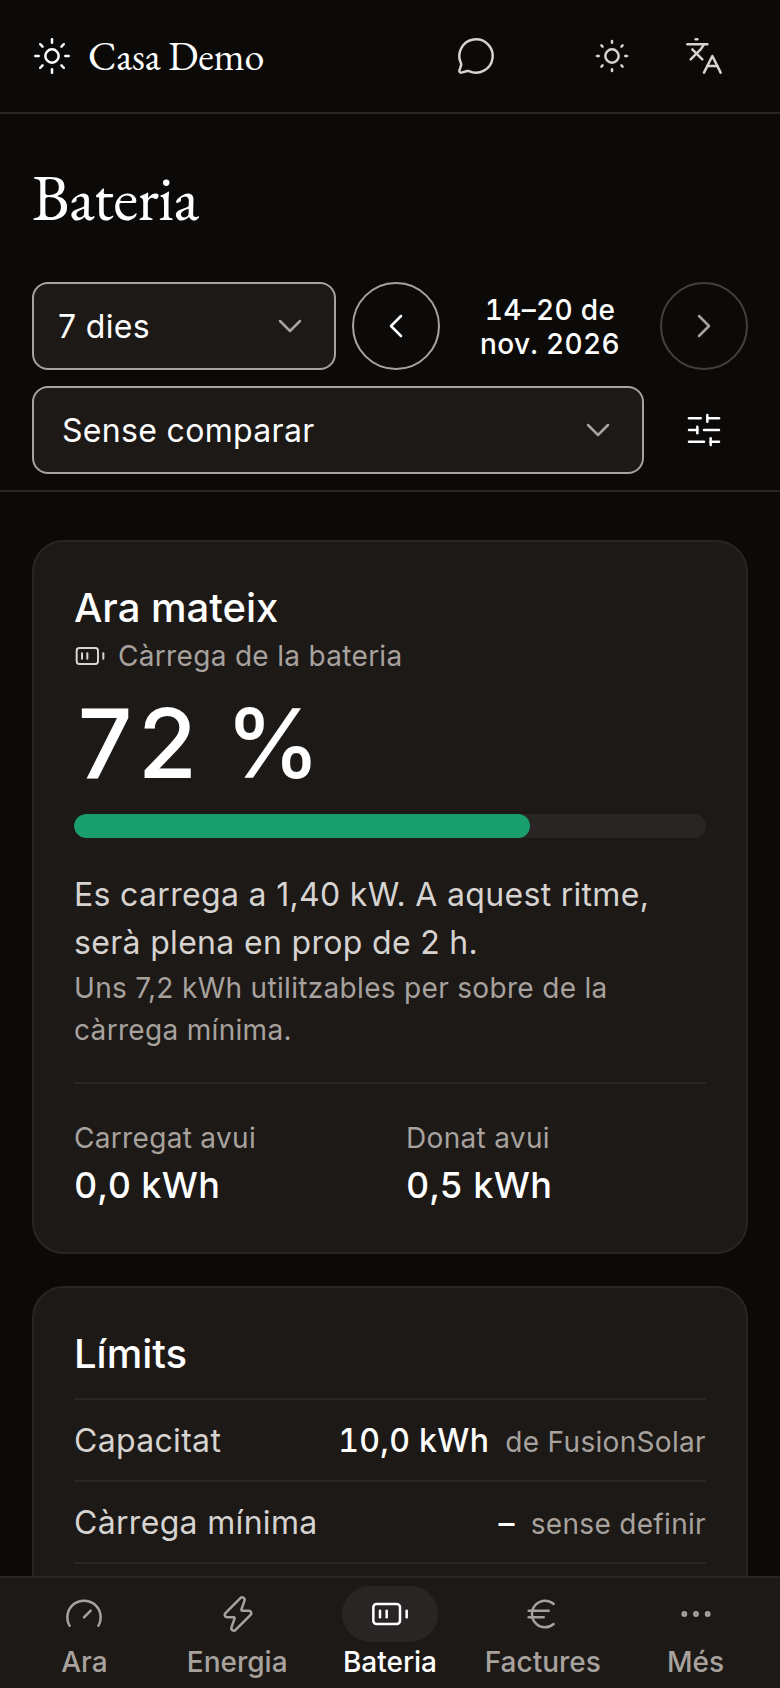 Casa Demo
Bateria
7 dies
14–20 de
nov. 2026
Sense comparar
Ara mateix
Càrrega de la bateria
72 %
Es carrega a 1,40 kW. A aquest ritme,
serà plena en prop de 2 h.
Uns 7,2 kWh utilitzables per sobre de la
càrrega mínima.
Carregat avui
Donat avui
0,0 kWh
0,5 kWh
Límits
Capacitat 10,0 kWh de FusionSolar
Càrrega mínima – sense definir
Ara
Energia
Bateria
Factures
Més